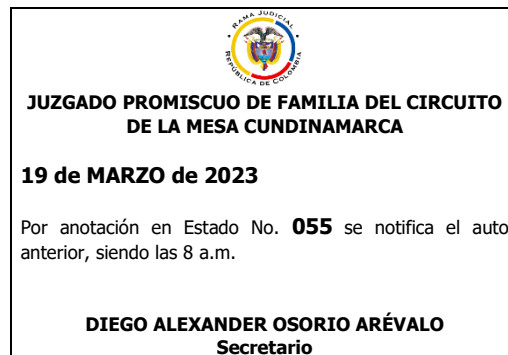 RAMA JUDICIAL
REPÚBLICA DE COLOMBIA
JUZGADO PROMISCUO DE FAMILIA DEL CIRCUITO
DE LA MESA CUNDINAMARCA
19 de MARZO de 2023
Por anotación en Estado No. 055 se notifica el auto
anterior, siendo las 8 a.m.
DIEGO ALEXANDER OSORIO ARÉVALO
Secretario